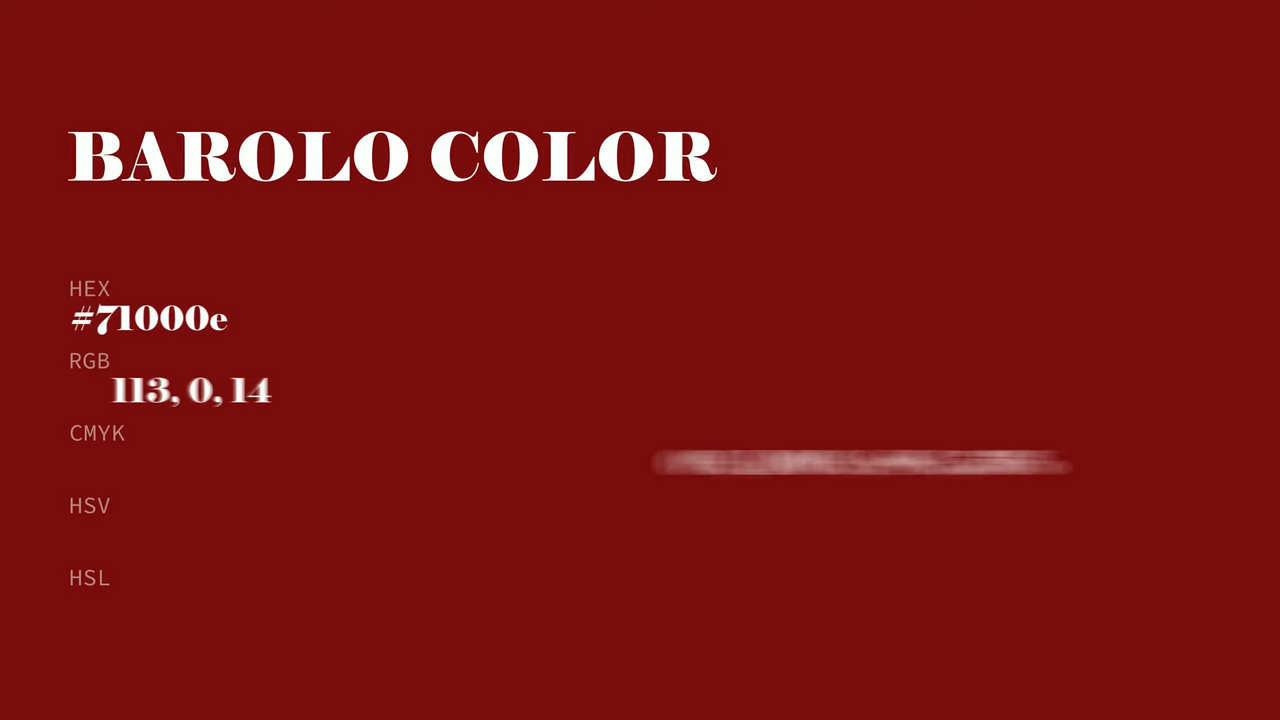 BAROLO COLOR
HEX
#71000e
RGB
113, 0, 14
CMYK
HSV
HSL